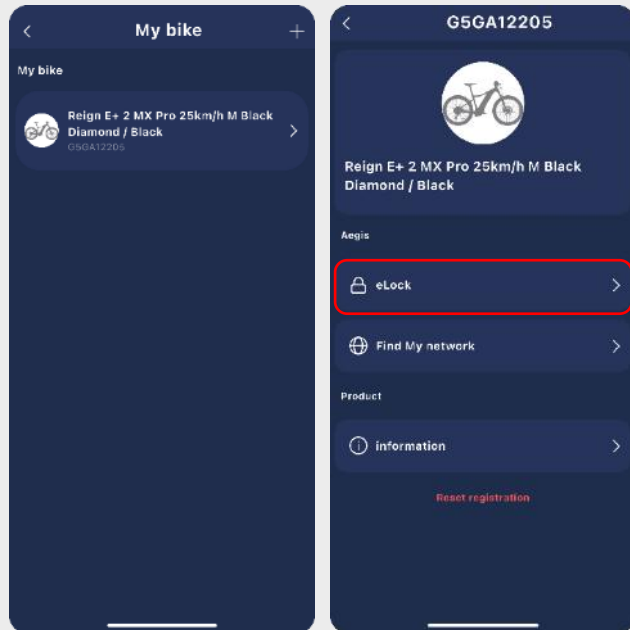 My bike
My bike
Reign E+ 2 MX Pro 25km/h M Black
Diamond / Black
G5GA12205
G5GA12205
Reign E+ 2 MX Pro 25km/h M Black
Diamond / Black
Aegis
eLock
Find My network
Product
information
Reset registration